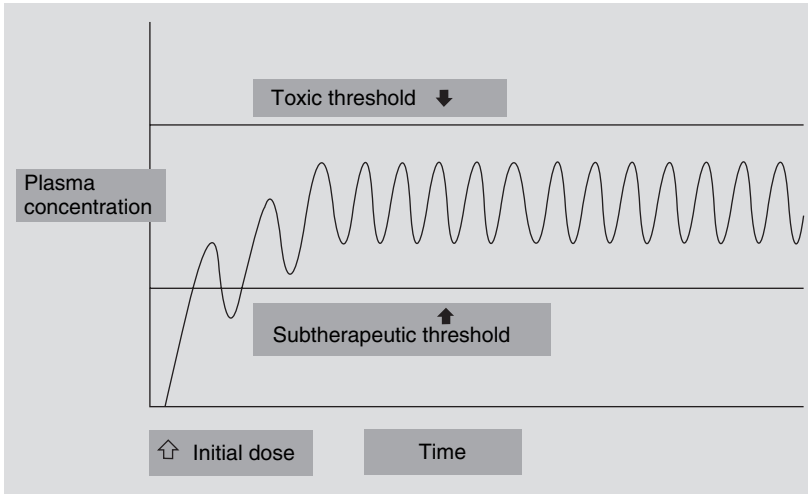 Toxic threshold
Plasma
concentration
Subtherapeutic threshold
Initial dose
Time